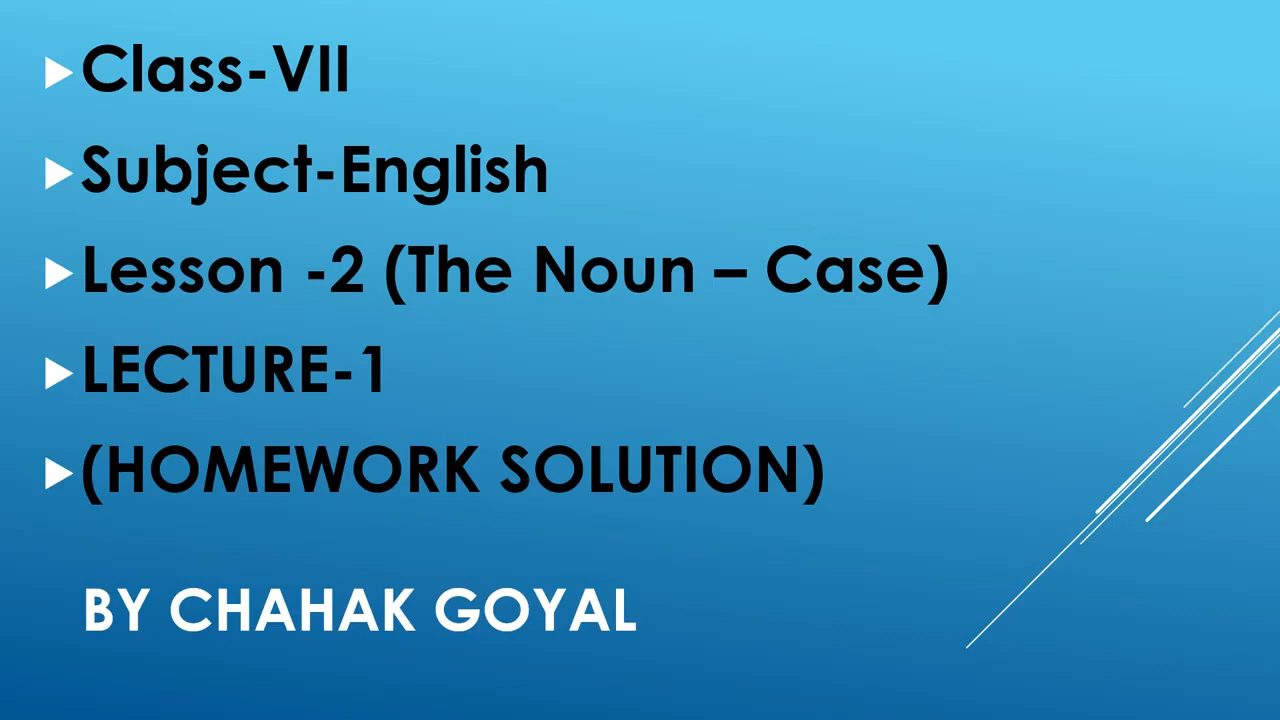 Class-VII
Subject-English
Lesson -2 (The Noun – Case)
LECTURE-1
(HOMEWORK SOLUTION)
BY CHAHAK GOYAL